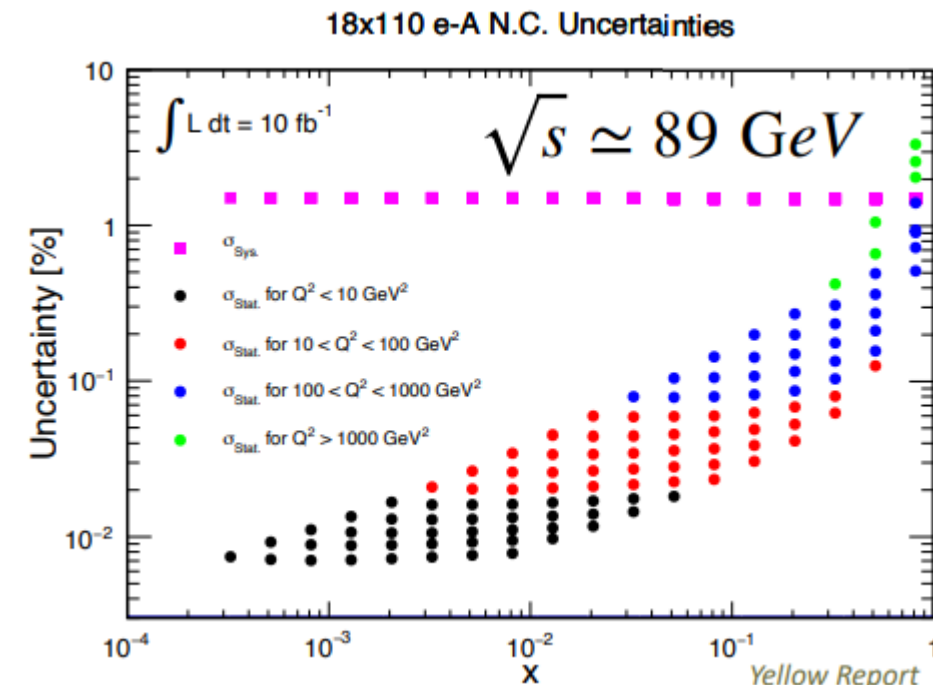 18x110 e-A N.C. Uncertainties
10
∫ L dt = 10 fb⁻¹
√s ≃ 89 GeV
1
σSys.
σStat. for Q² < 10 GeV²
10⁻¹
σStat. for 10 < Q² < 100 GeV²
σStat. for 100 < Q² < 1000 GeV²
σStat. for Q² > 1000 GeV²
10⁻²
Uncertainty [%]
10⁻⁴ 10⁻³ 10⁻² 10⁻¹ 1
x
Yellow Report